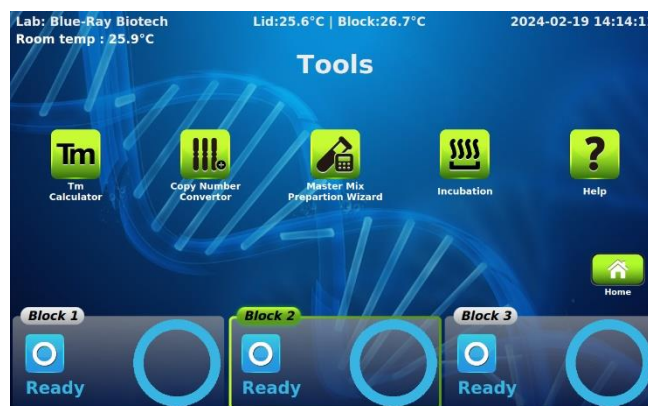 Lab: Blue-Ray Biotech
Lid:25.6°C | Block:26.7°C
2024-02-19 14:14:1
Room temp : 25.9°C
Tools
Tm
Tm
Calculator
Copy Number
Convertor
Master Mix
Prepartion Wizard
Incubation
?
Help
Home
Block 1
Block 2
Block 3
Ready
Ready
Ready